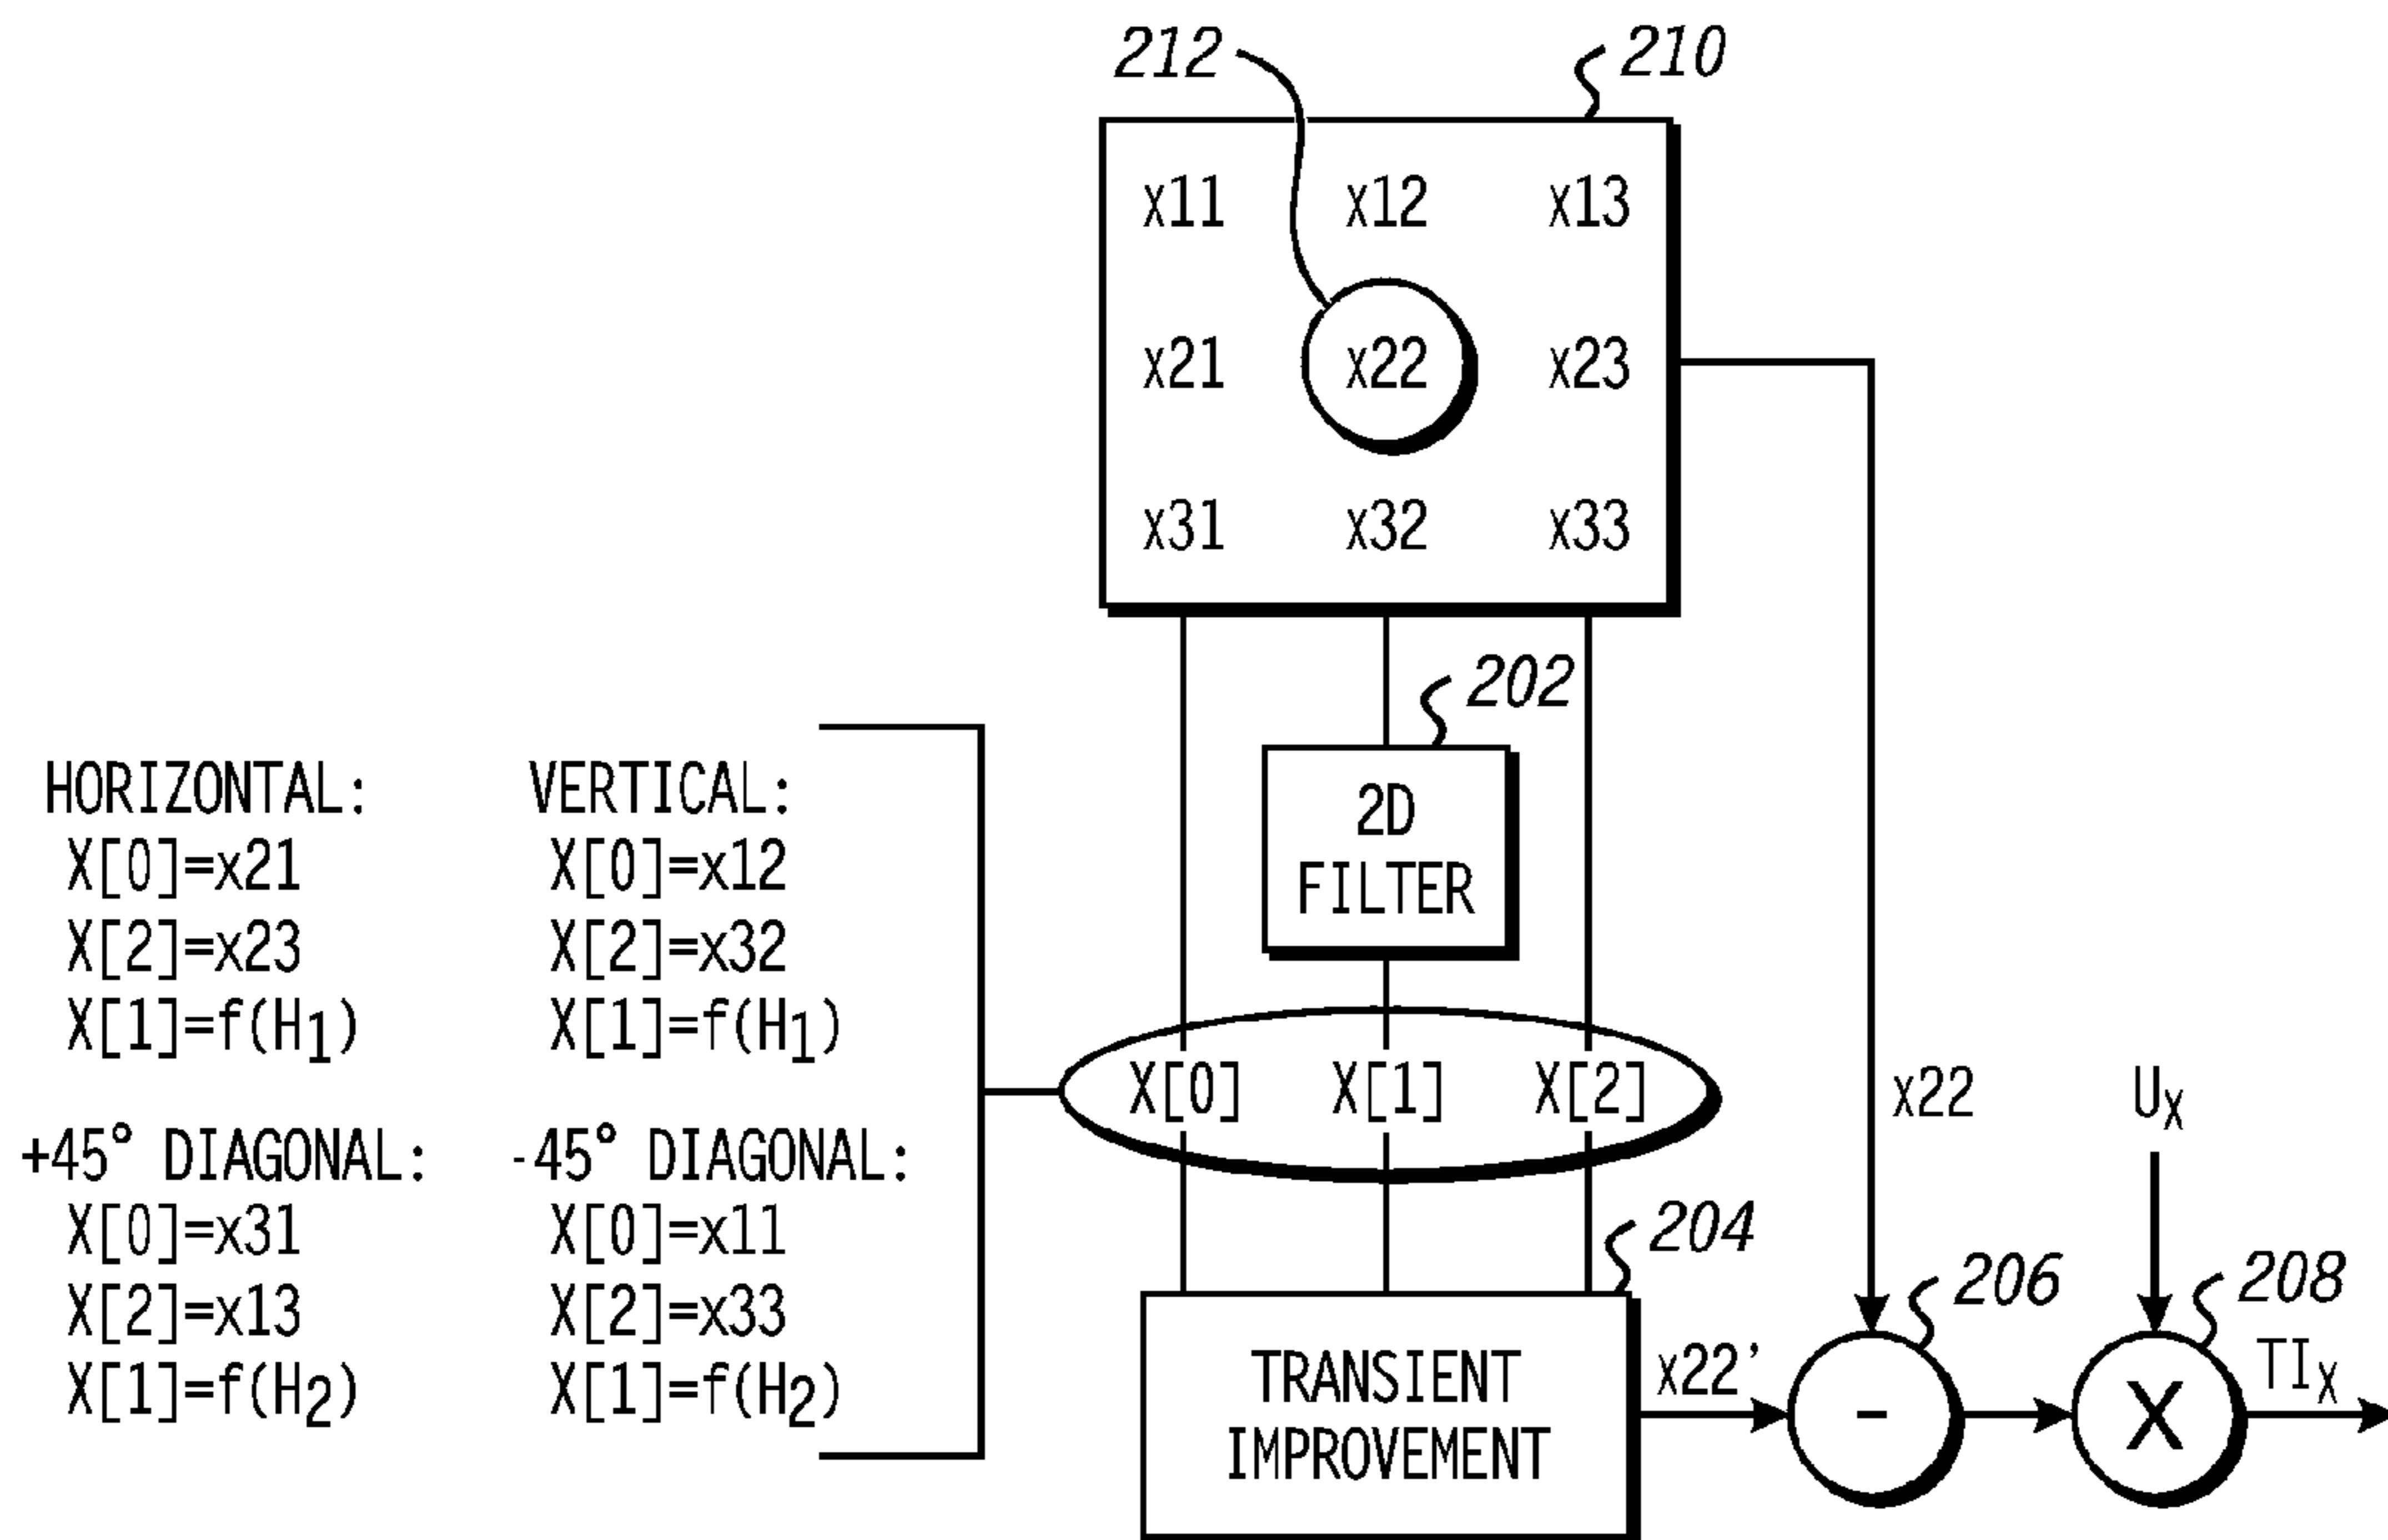 212
210
x11 x12 x13
x21 x22 x23
x31 x32 x33
202
2D
FILTER
HORIZONTAL:
X[0]=x21
X[2]=x23
X[1]=f(H1)
VERTICAL:
X[0]=x12
X[2]=x32
X[1]=f(H1)
+45° DIAGONAL:
X[0]=x31
X[2]=x13
X[1]=f(H2)
-45° DIAGONAL:
X[0]=x11
X[2]=x33
X[1]=f(H2)
X[0] X[1] X[2]
x22
UX
204
TRANSIENT
IMPROVEMENT
x22'
206
-
208
X
TIX